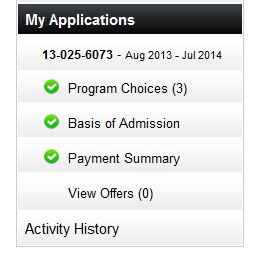 My Applications
13-025-6073 - Aug 2013 - Jul 2014
Program Choices (3)
Basis of Admission
Payment Summary
View Offers (0)
Activity History